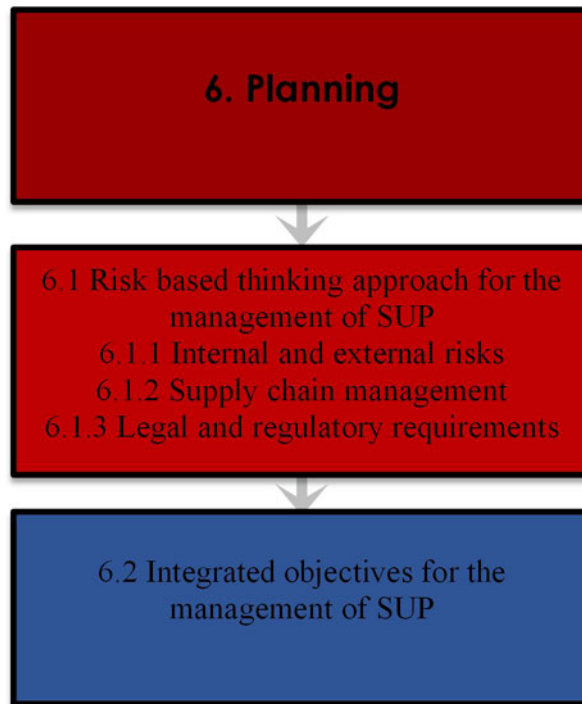 6. Planning
6.1 Risk based thinking approach for the
management of SUP
6.1.1 Internal and external risks
6.1.2 Supply chain management
6.1.3 Legal and regulatory requirements
6.2 Integrated objectives for the
management of SUP